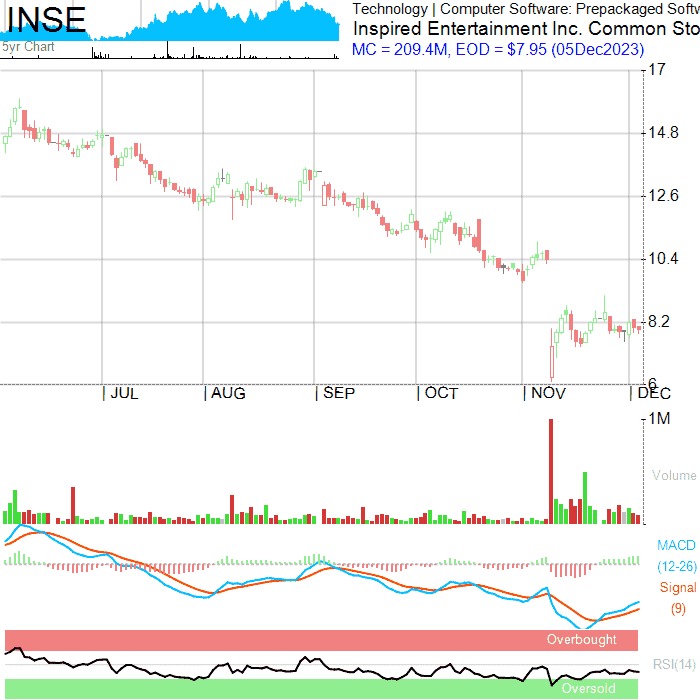 INSE
5yr Chart
Technology | Computer Software: Prepackaged Softw
Inspired Entertainment Inc. Common Sto
MC = 209.4M, EOD = $7.95 (05Dec2023)
17
14.8
12.6
10.4
8.2
6
| JUL | AUG | SEP | OCT | NOV | DEC
1M
Volume
MACD
(12-26)
Signal
(9)
Overbought
RSI(14)
Oversold